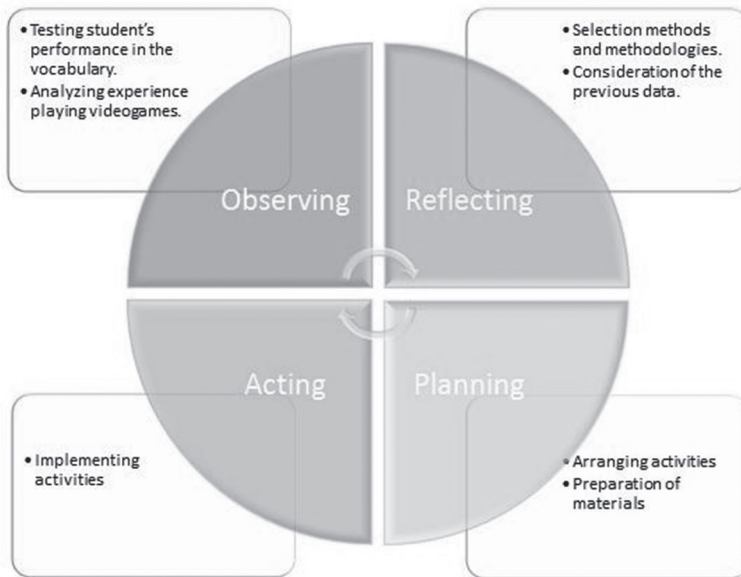 • Testing student's
performance in the
vocabulary.
• Analyzing experience
playing videogames.
• Selection methods
and methodologies.
• Consideration of the
previous data.
Observing
Reflecting
Acting
Planning
• Implementing
activities
• Arranging activities
• Preparation of
materials